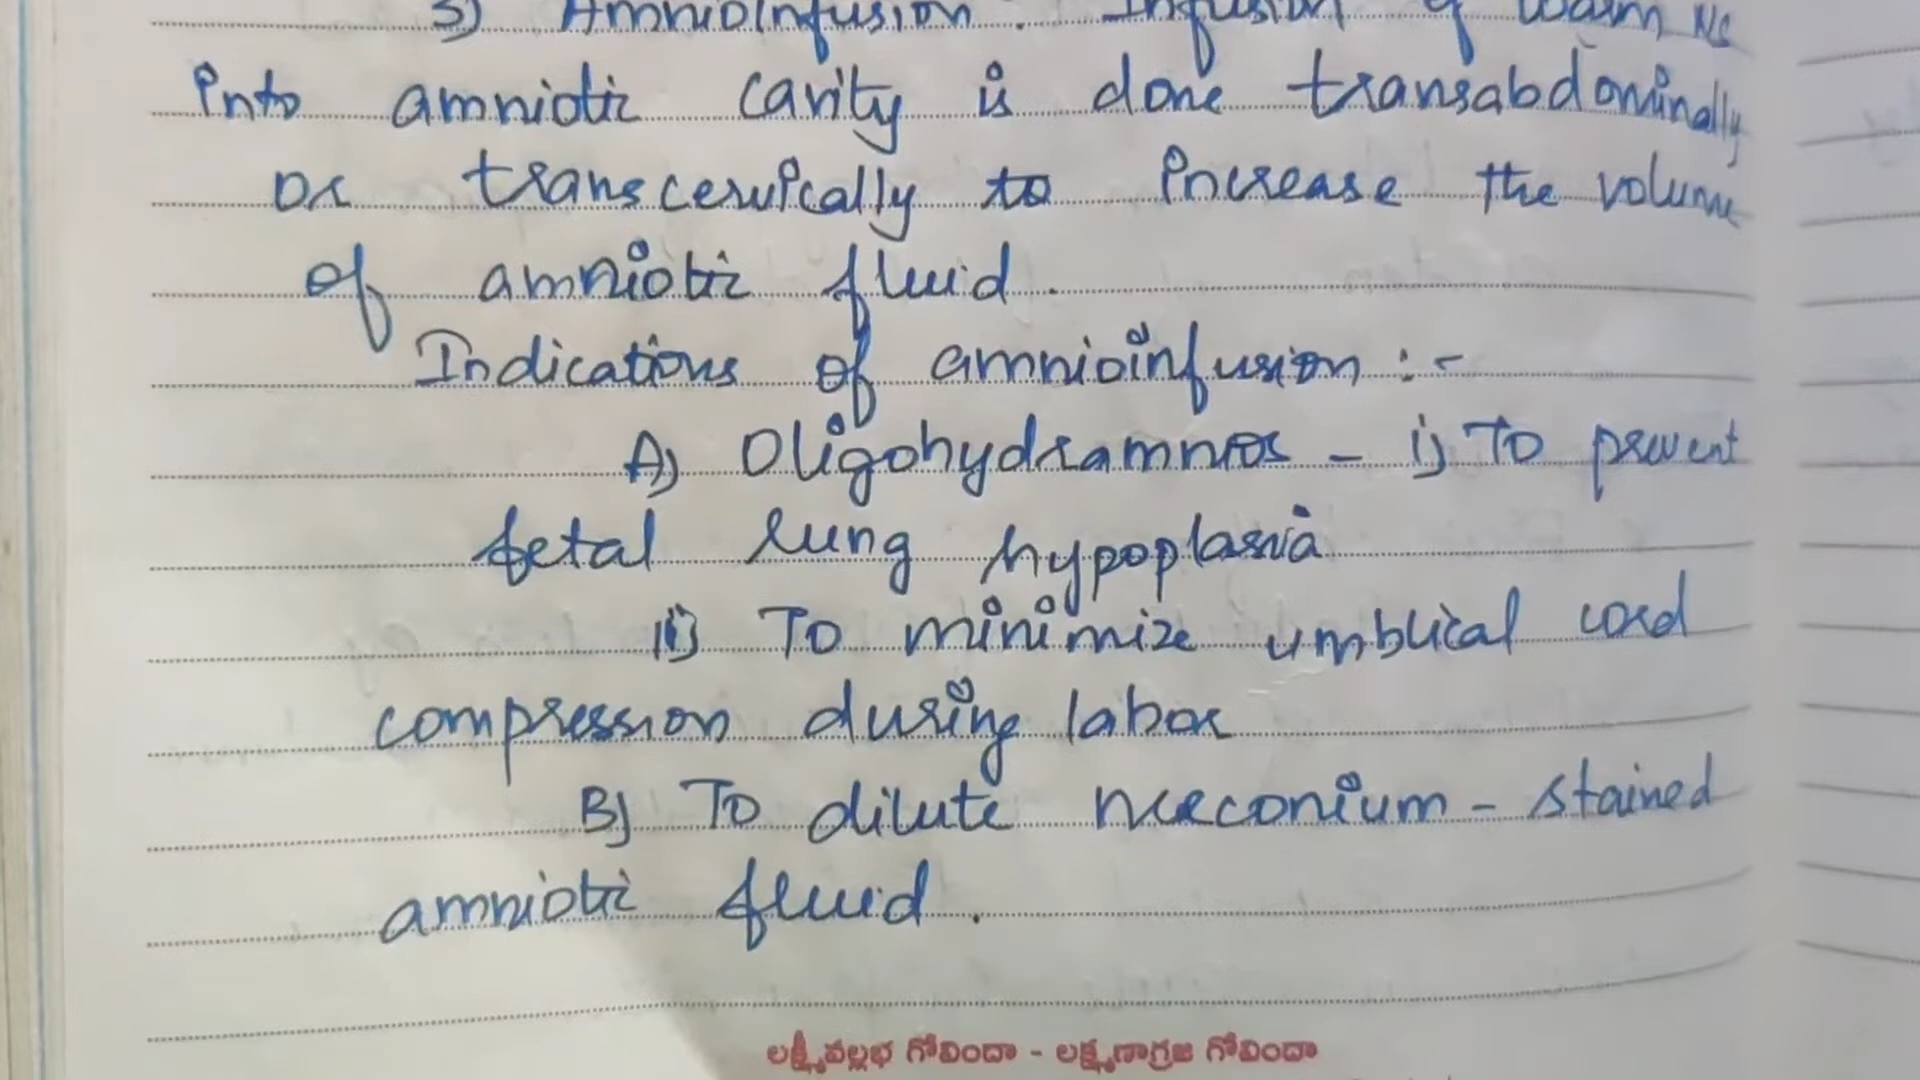 3) Amnioinfusion : Infusion of warm NS
into amniotic cavity is done transabdominally
or transcervically to increase the volume
of amniotic fluid.
Indications of amnioinfusion :-
A) Oligohydramnios - i) To prevent
fetal lung hypoplasia
ii) To minimize umblical cord
compression during labor
B) To dilute meconium - stained
amniotic fluid.
లక్ష్మీవల్లభ గోవిందా - లక్ష్మణాగ్రజ గోవిందా